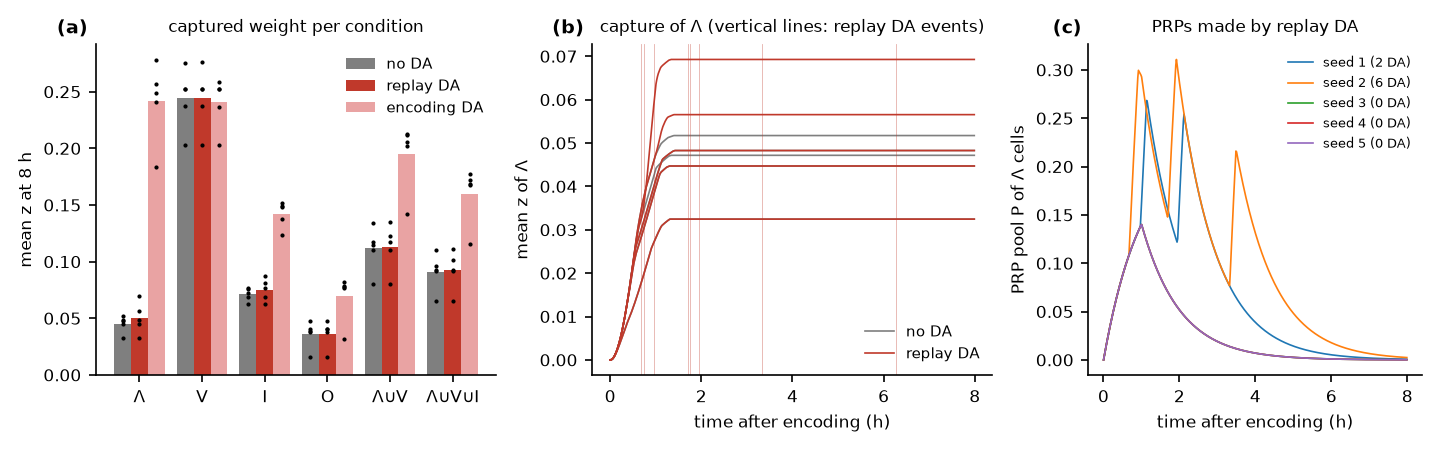 (a) captured weight per condition
mean z at 8 h
0.25
0.20
0.15
0.10
0.05
0.00
no DA
replay DA
encoding DA
Λ V I O Λ∪V Λ∪V∪I
(b) capture of Λ (vertical lines: replay DA events)
mean z of Λ
0.07
0.06
0.05
0.04
0.03
0.02
0.01
0.00
no DA
replay DA
0 2 4 6 8
time after encoding (h)
(c) PRPs made by replay DA
PRP pool P of Λ cells
0.30
0.25
0.20
0.15
0.10
0.05
0.00
seed 1 (2 DA)
seed 2 (6 DA)
seed 3 (0 DA)
seed 4 (0 DA)
seed 5 (0 DA)
0 2 4 6 8
time after encoding (h)